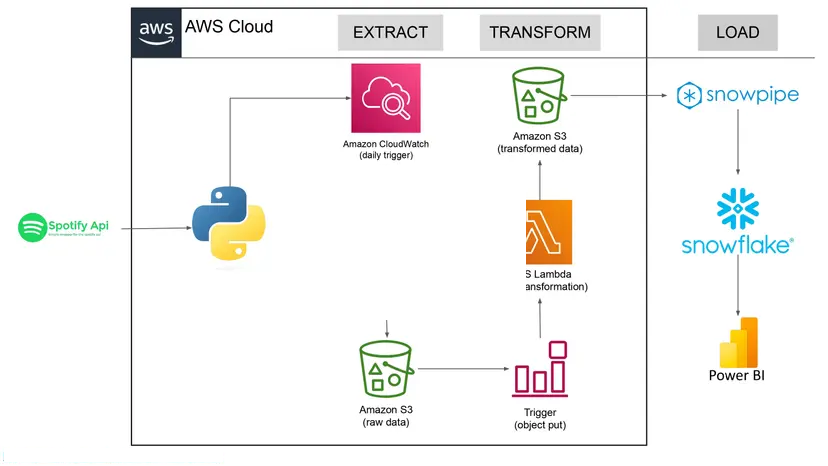 aws
AWS Cloud
EXTRACT
TRANSFORM
LOAD
Amazon CloudWatch
(daily trigger)
Amazon S3
(transformed data)
snowpipe
Spotify Api
snowflake®
S Lambda
ansformation)
Power BI
Amazon S3
(raw data)
Trigger
(object put)